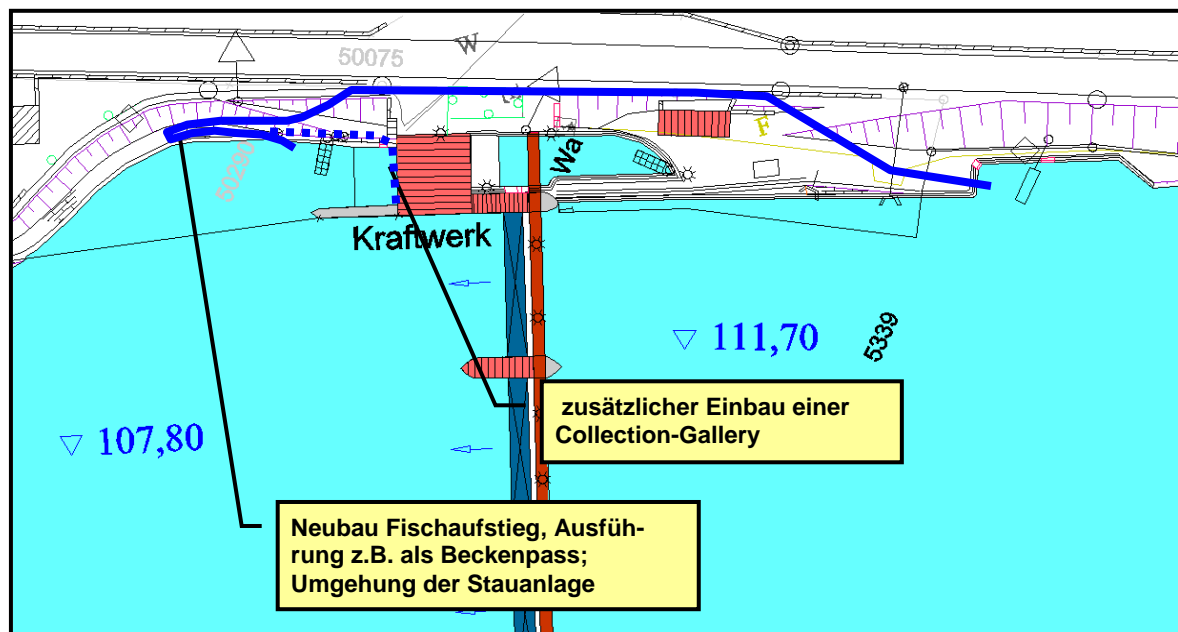 50075
W
F
Wa
50290
Kraftwerk
111,70
5339
zusätzlicher Einbau einer
Collection-Gallery
107,80
Neubau Fischaufstieg, Ausfüh-
rung z.B. als Beckenpass;
Umgehung der Stauanlage